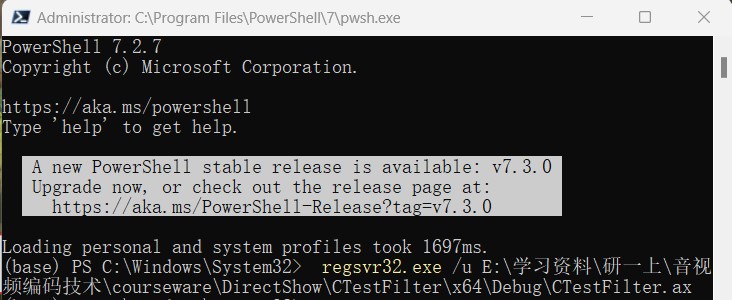 Administrator: C:\Program Files\PowerShell\7\pwsh.exe
PowerShell 7.2.7
Copyright (c) Microsoft Corporation.
https://aka.ms/powershell
Type 'help' to get help.
A new PowerShell stable release is available: v7.3.0
Upgrade now, or check out the release page at:
https://aka.ms/PowerShell-Release?tag=v7.3.0
Loading personal and system profiles took 1697ms.
(base) PS C:\Windows\System32> regsvr32.exe /u E:\学习资料\研一上\音视
频编码技术\courseware\DirectShow\CTestFilter\x64\Debug\CTestFilter.ax